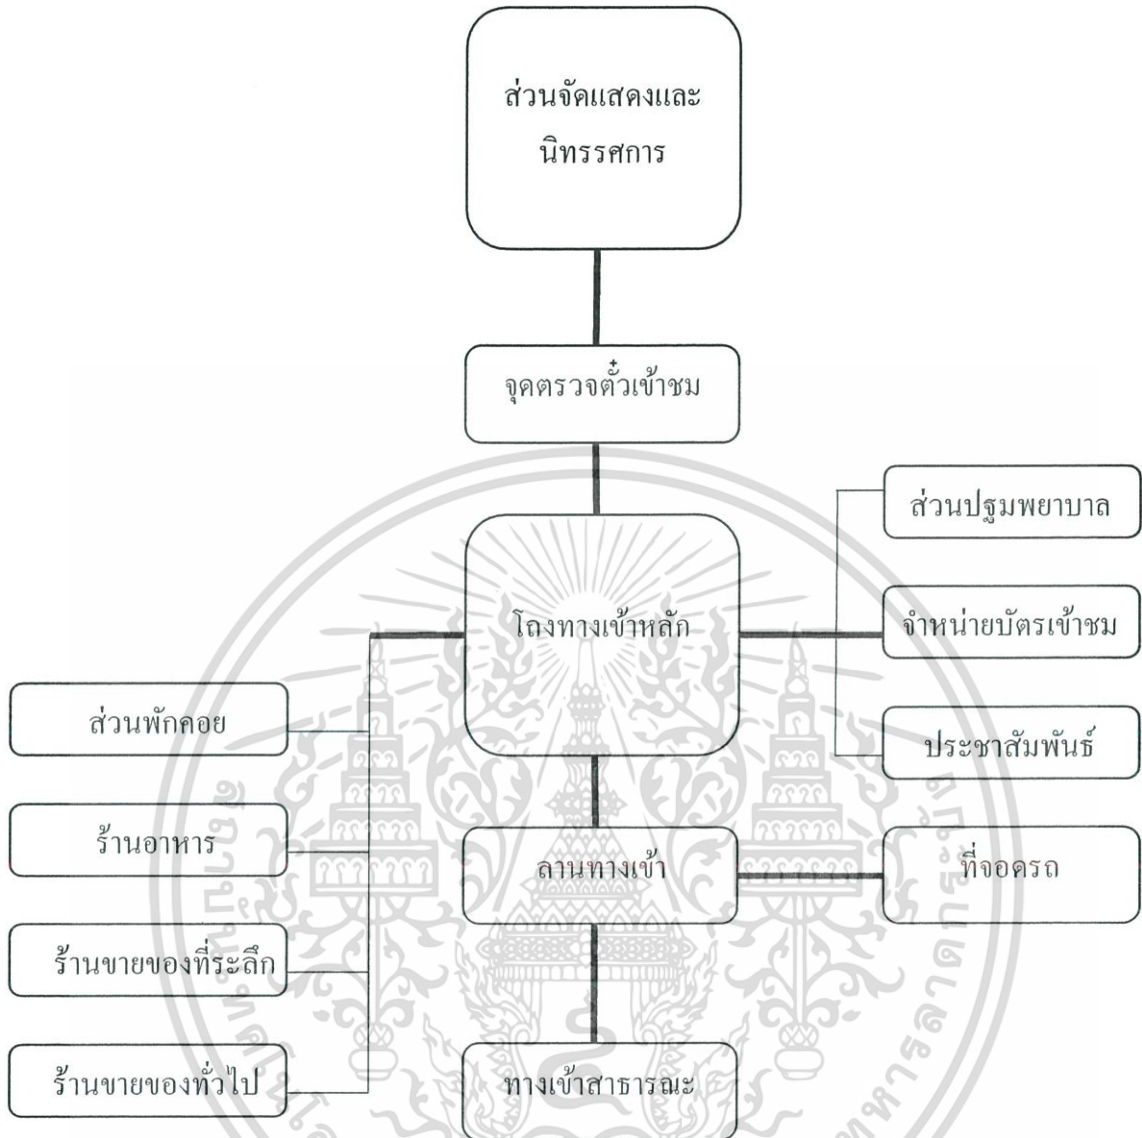 ส่วนจัดแสดงและ
นิทรรศการ
จุดตรวจตั๋วเข้าชม
ส่วนปฐมพยาบาล
โถงทางเข้าหลัก
จำหน่ายบัตรเข้าชม
ส่วนพักคอย
ประชาสัมพันธ์
ร้านอาหาร
ลานทางเข้า
ที่จอดรถ
ร้านขายของที่ระลึก
ร้านขายของทั่วไป
ทางเข้าสาธารณะ